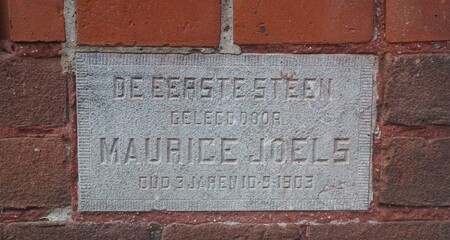 DE EERSTE STEEN
GELEGD DOOR
MAURICE JOELS
OUD 3 JAREN 10-9-1903